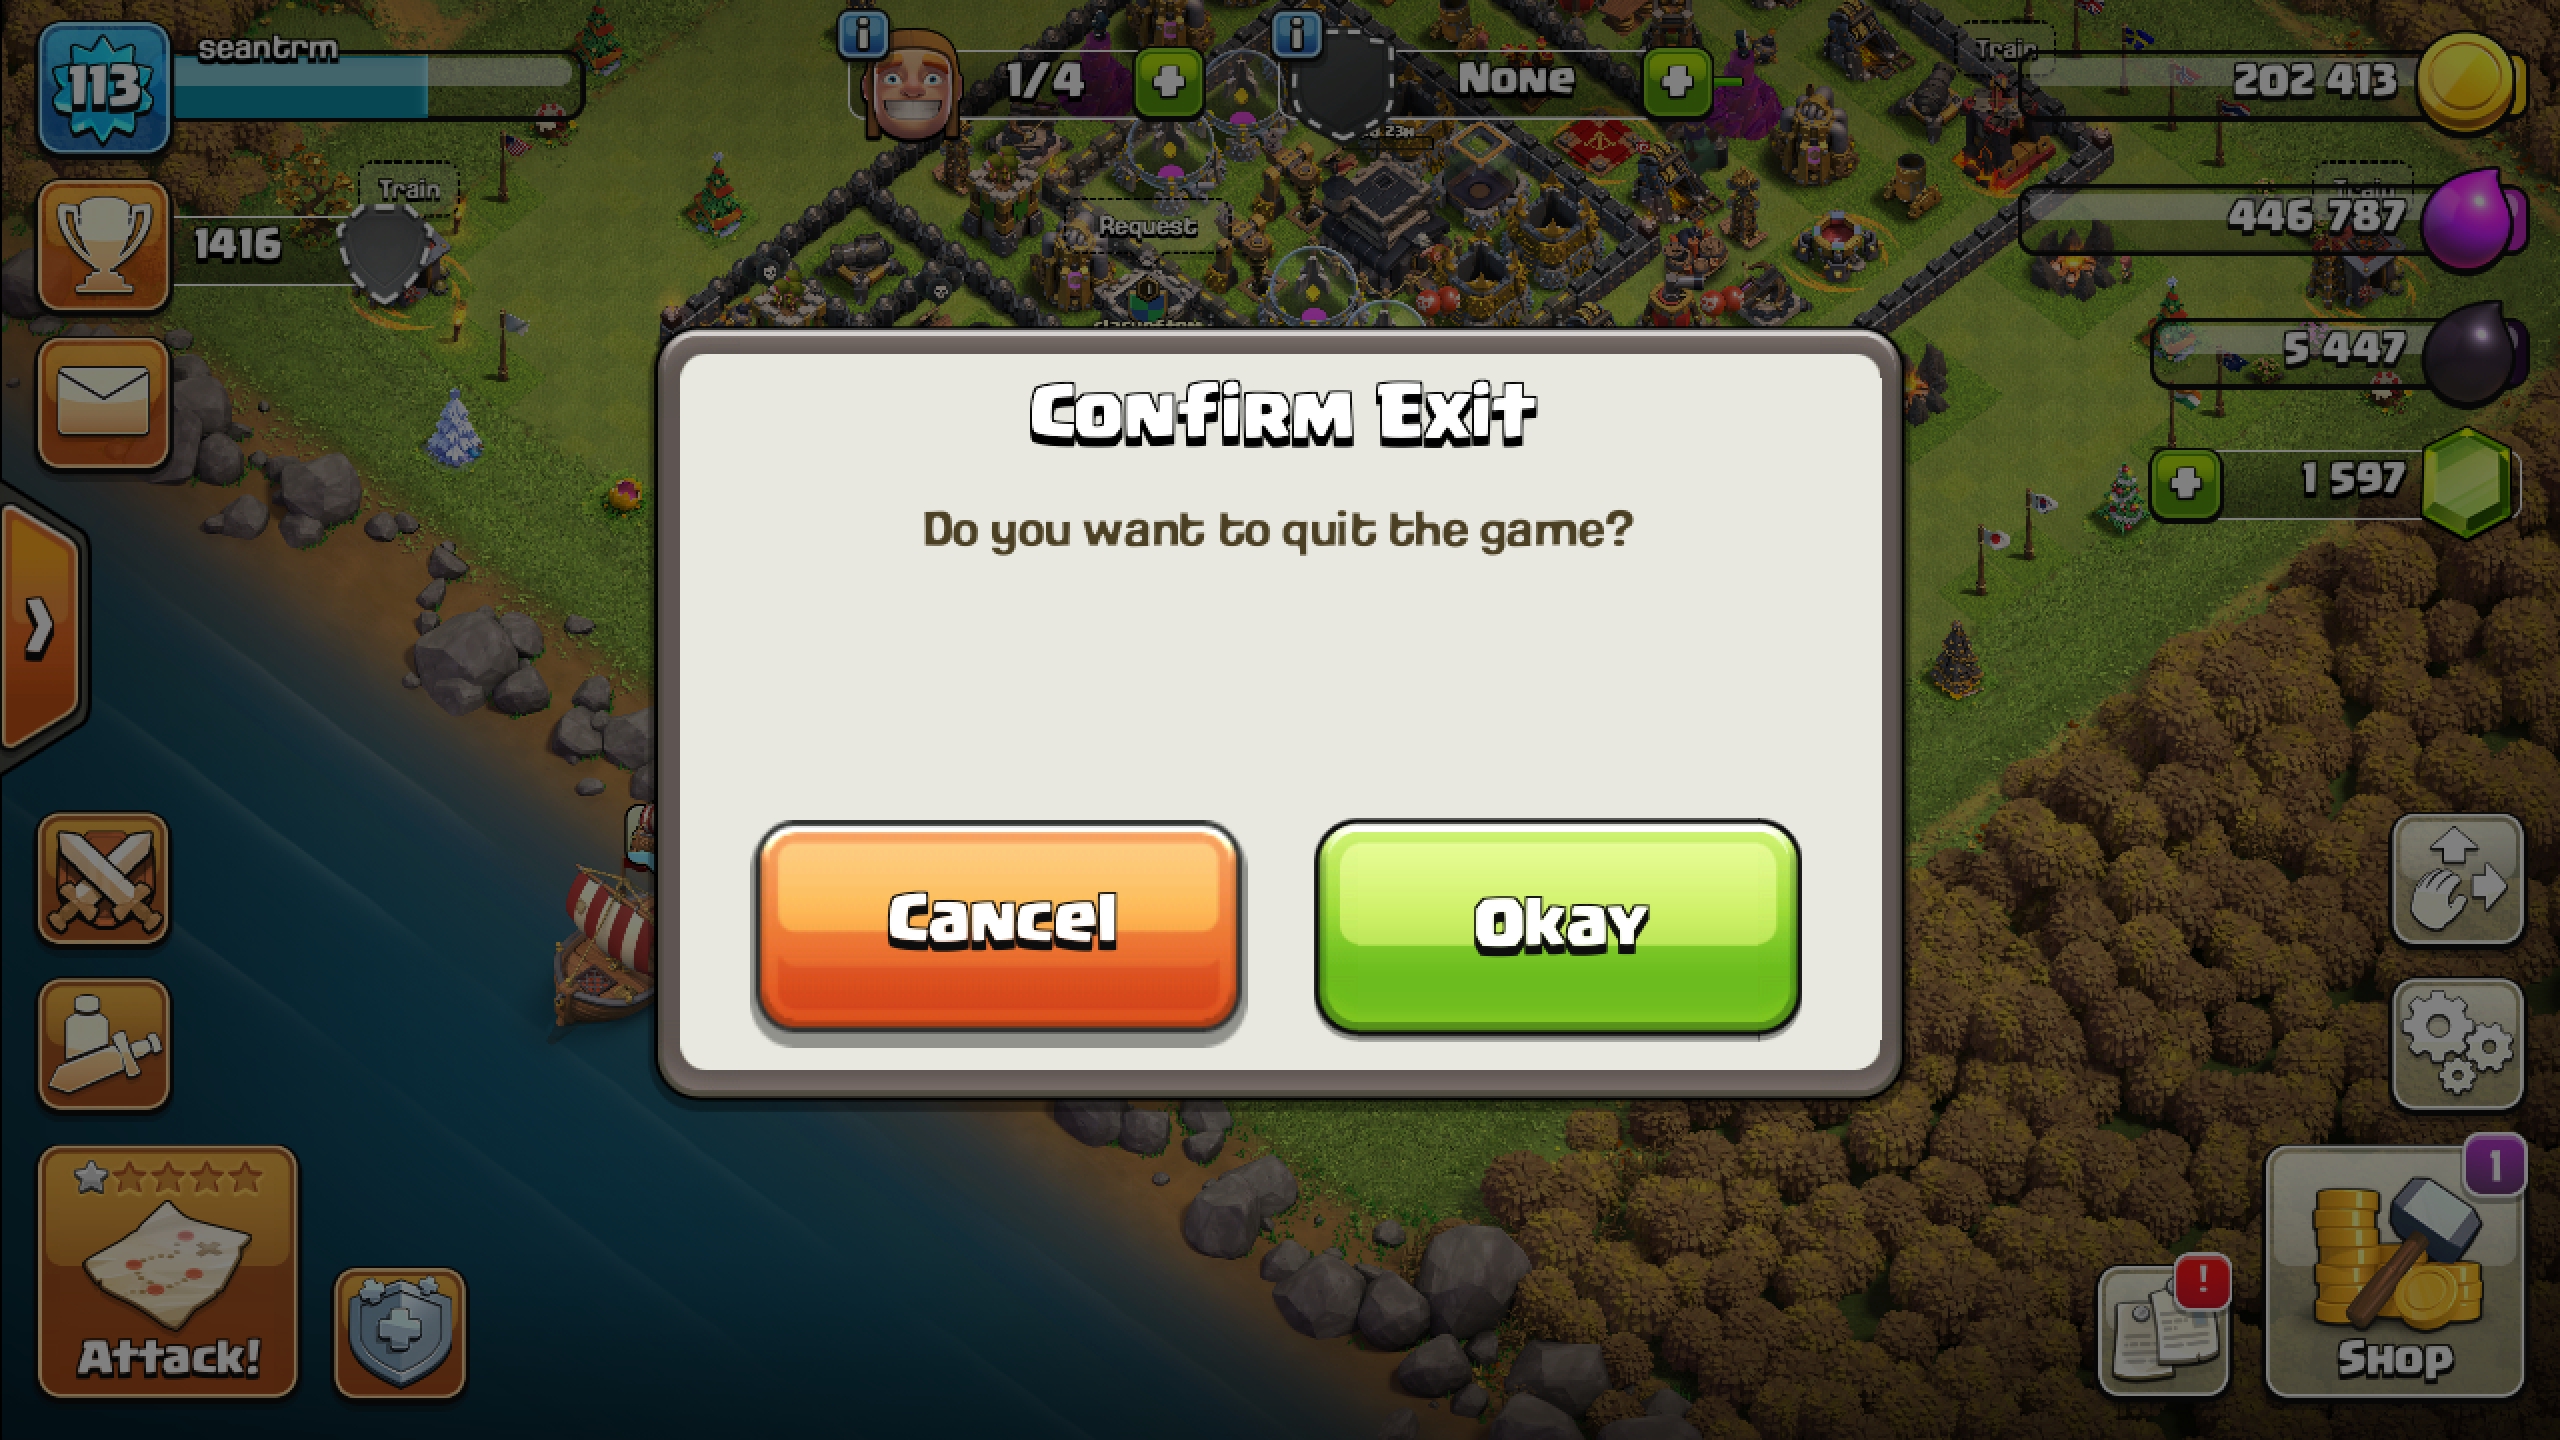 113
seantrm
1/4
None
Train
202 413
Train
1416
Request
446 787
5 447
1 597
Confirm Exit
Do you want to quit the game?
Cancel
Okay
1
!
Attack!
Shop